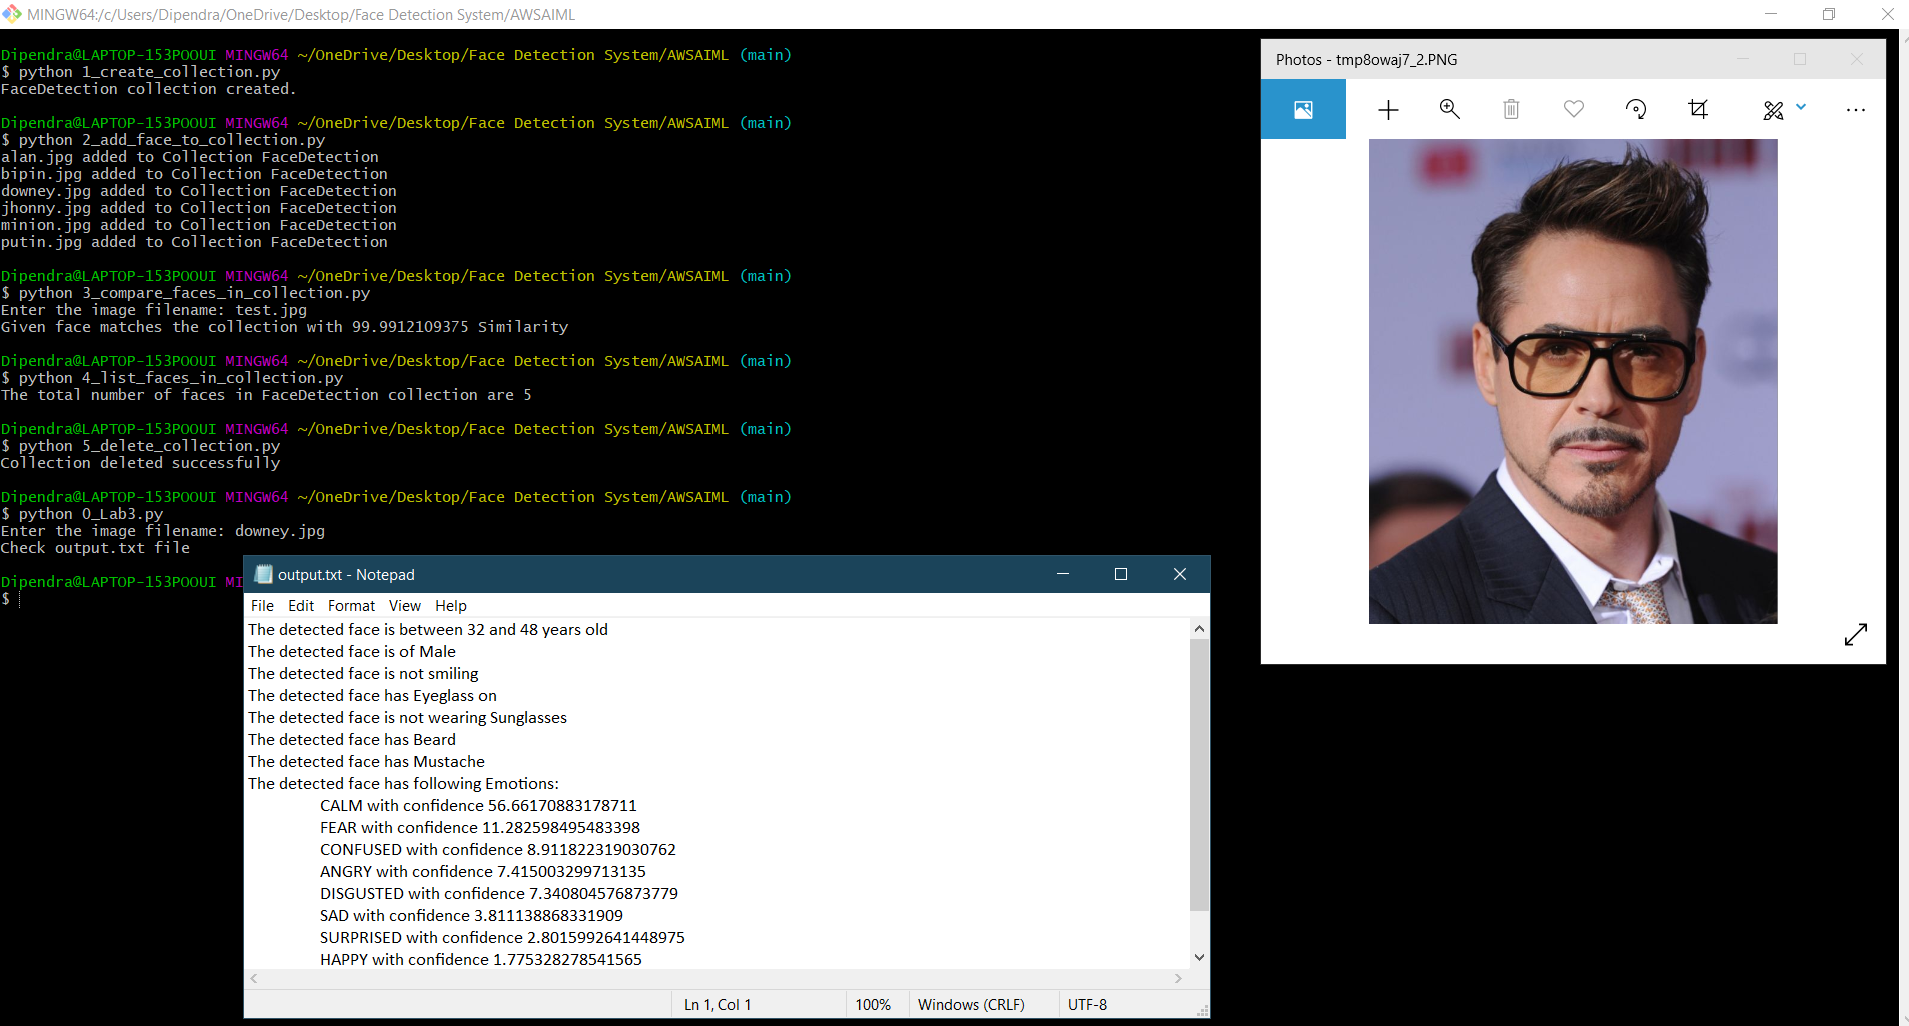 MINGW64:/c/Users/Dipendra/OneDrive/Desktop/Face Detection System/AWSAIML
Dipendra@LAPTOP-153POOUI MINGW64 ~/OneDrive/Desktop/Face Detection System/AWSAIML (main)
$ python 1_create_collection.py
FaceDetection collection created.
Dipendra@LAPTOP-153POOUI MINGW64 ~/OneDrive/Desktop/Face Detection System/AWSAIML (main)
$ python 2_add_face_to_collection.py
alan.jpg added to Collection FaceDetection
bipin.jpg added to Collection FaceDetection
downey.jpg added to Collection FaceDetection
jhonny.jpg added to Collection FaceDetection
minion.jpg added to Collection FaceDetection
putin.jpg added to Collection FaceDetection
Dipendra@LAPTOP-153POOUI MINGW64 ~/OneDrive/Desktop/Face Detection System/AWSAIML (main)
$ python 3_compare_faces_in_collection.py
Enter the image filename: test.jpg
Given face matches the collection with 99.9912109375 Similarity
Dipendra@LAPTOP-153POOUI MINGW64 ~/OneDrive/Desktop/Face Detection System/AWSAIML (main)
$ python 4_list_faces_in_collection.py
The total number of faces in FaceDetection collection are 5
Dipendra@LAPTOP-153POOUI MINGW64 ~/OneDrive/Desktop/Face Detection System/AWSAIML (main)
$ python 5_delete_collection.py
Collection deleted successfully
Dipendra@LAPTOP-153POOUI MINGW64 ~/OneDrive/Desktop/Face Detection System/AWSAIML (main)
$ python 0_Lab3.py
Enter the image filename: downey.jpg
Check output.txt file
Dipendra@LAPTOP-153POOUI MI
$
Photos - tmp8owaj7_2.PNG
output.txt - Notepad
File Edit Format View Help
The detected face is between 32 and 48 years old
The detected face is of Male
The detected face is not smiling
The detected face has Eyeglass on
The detected face is not wearing Sunglasses
The detected face has Beard
The detected face has Mustache
The detected face has following Emotions:
CALM with confidence 56.66170883178711
FEAR with confidence 11.282598495483398
CONFUSED with confidence 8.911822319030762
ANGRY with confidence 7.415003299713135
DISGUSTED with confidence 7.340804576873779
SAD with confidence 3.811138868331909
SURPRISED with confidence 2.8015992641448975
HAPPY with confidence 1.775328278541565
Ln 1, Col 1 100% Windows (CRLF) UTF-8